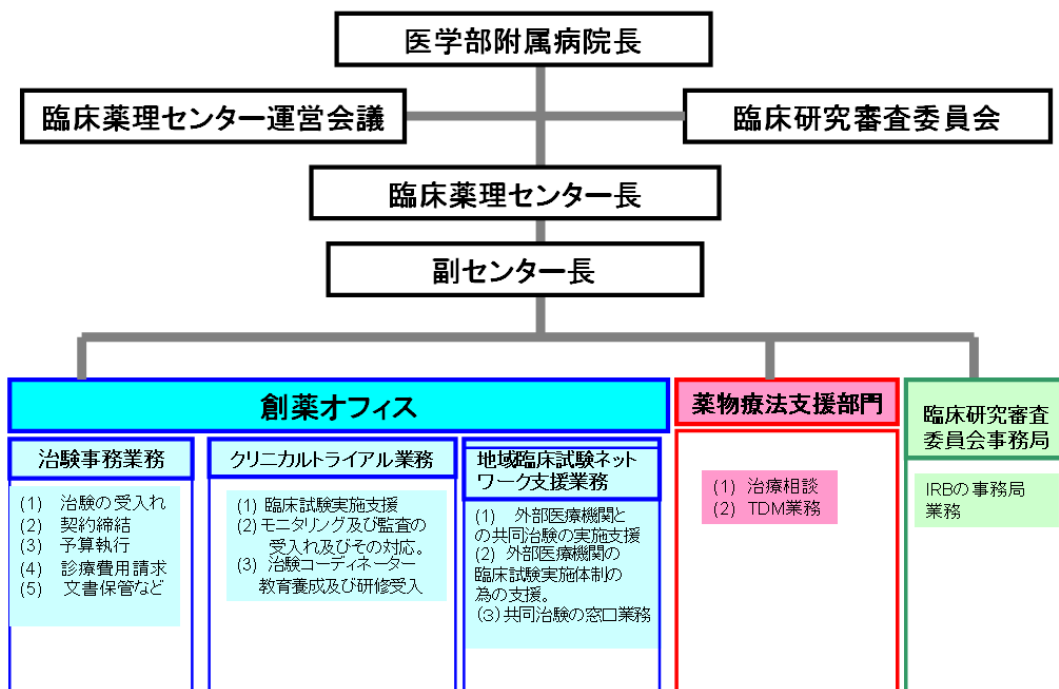 医学部附属病院長
臨床薬理センター運営会議
臨床研究審査委員会
臨床薬理センター長
副センター長
創薬オフィス
治験事務業務
(1) 治験の受入れ
(2) 契約締結
(3) 予算執行
(4) 診療費用請求
(5) 文書保管など
クリニカルトライアル業務
(1) 臨床試験実施支援
(2) モニタリング及び監査の
受入れ及びその対応。
(3) 治験コーディネーター
教育養成及び研修受入
地域臨床試験ネット
ワーク支援業務
(1) 外部医療機関と
の共同治験の実施支援
(2) 外部医療機関の
臨床試験実施体制の
為の支援。
(3)共同治験の窓口業務
薬物療法支援部門
(1) 治療相談
(2) TDM業務
臨床研究審査
委員会事務局
IRBの事務局
業務